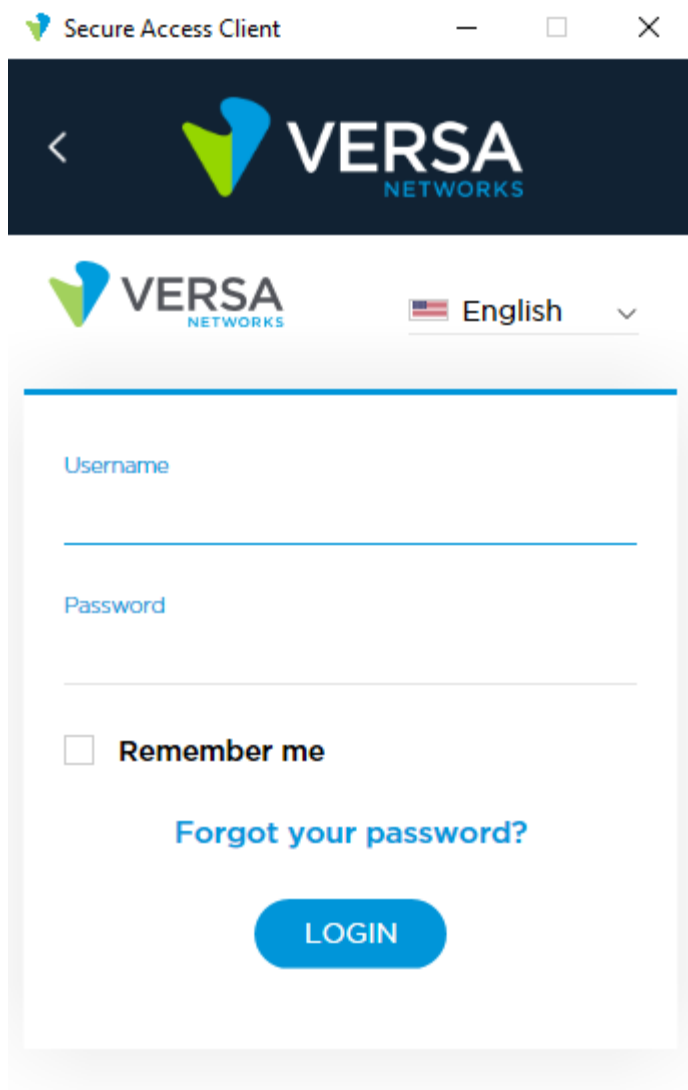 Secure Access Client
VERSA
NETWORKS
VERSA
NETWORKS
English
Username
Password
Remember me
Forgot your password?
LOGIN